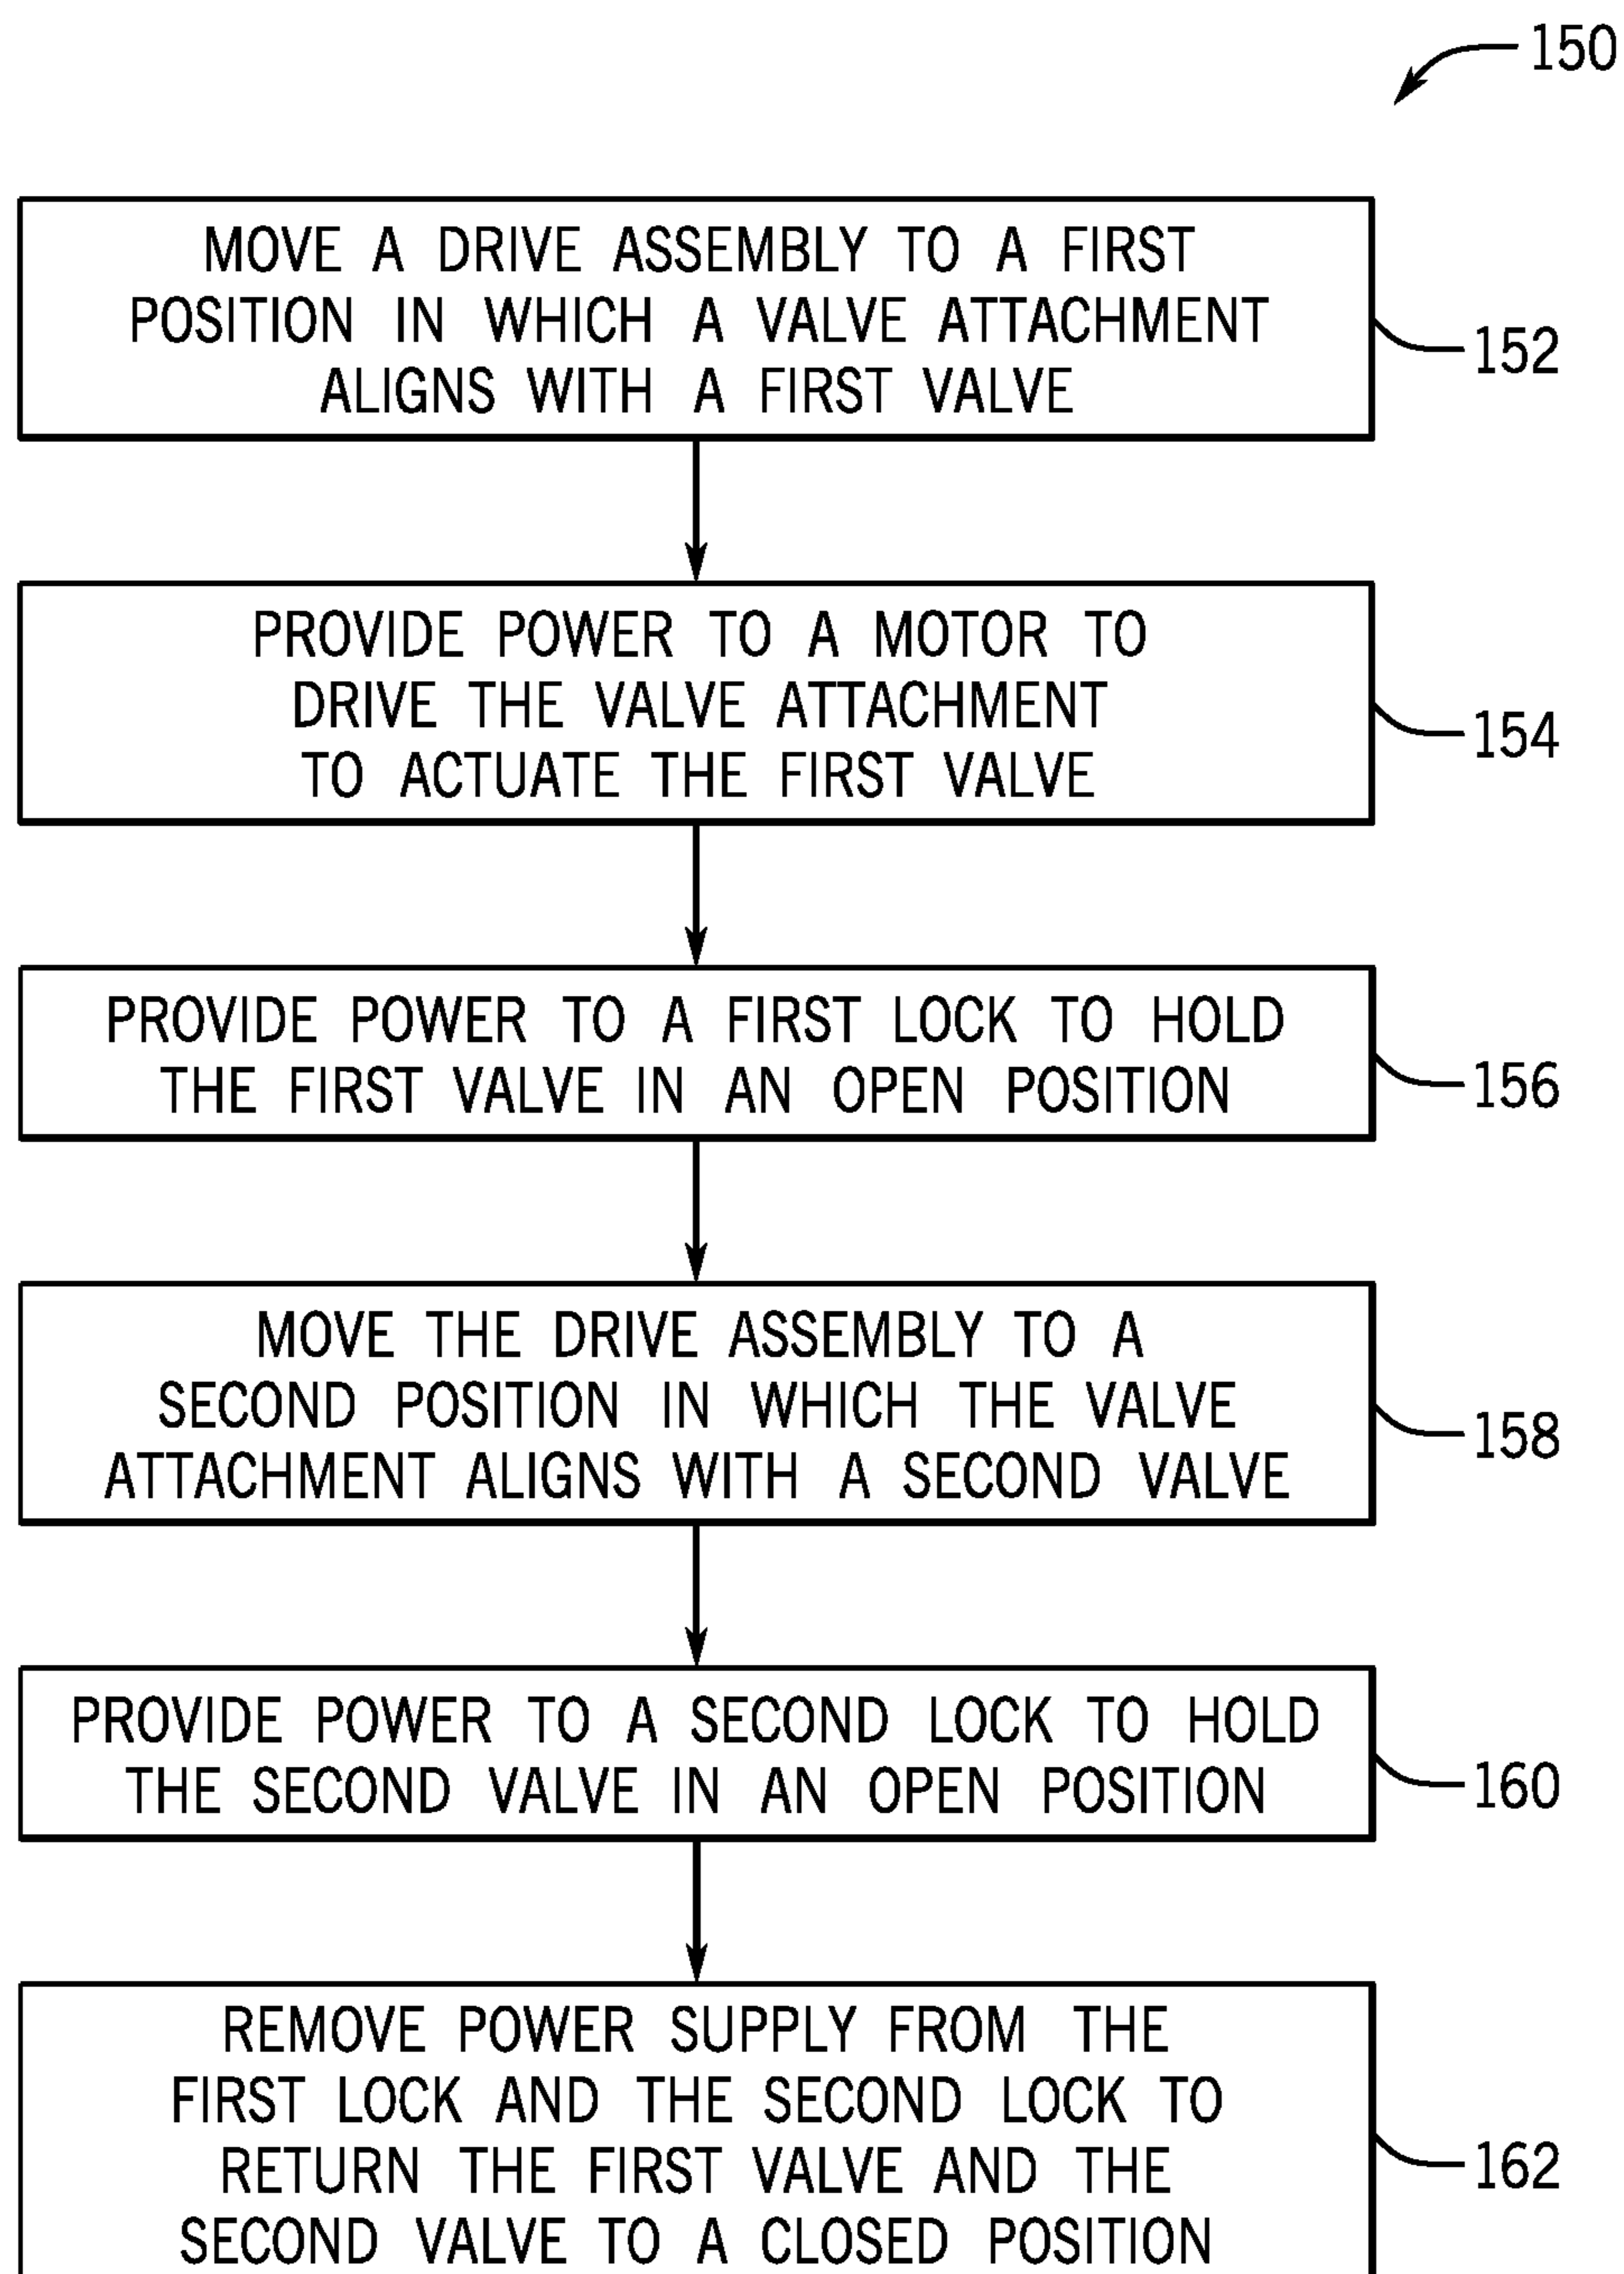 150
MOVE A DRIVE ASSEMBLY TO A FIRST
POSITION IN WHICH A VALVE ATTACHMENT
ALIGNS WITH A FIRST VALVE
152
PROVIDE POWER TO A MOTOR TO
DRIVE THE VALVE ATTACHMENT
TO ACTUATE THE FIRST VALVE
154
PROVIDE POWER TO A FIRST LOCK TO HOLD
THE FIRST VALVE IN AN OPEN POSITION
156
MOVE THE DRIVE ASSEMBLY TO A
SECOND POSITION IN WHICH THE VALVE
ATTACHMENT ALIGNS WITH A SECOND VALVE
158
PROVIDE POWER TO A SECOND LOCK TO HOLD
THE SECOND VALVE IN AN OPEN POSITION
160
REMOVE POWER SUPPLY FROM THE
FIRST LOCK AND THE SECOND LOCK TO
RETURN THE FIRST VALVE AND THE
SECOND VALVE TO A CLOSED POSITION
162